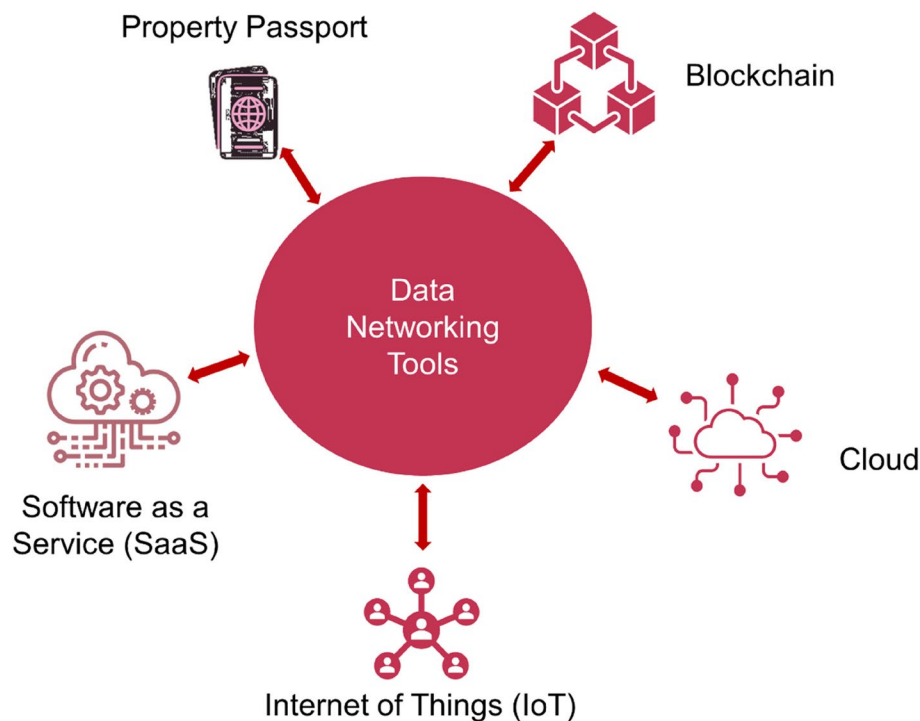 Property Passport
Blockchain
Data
Networking
Tools
Cloud
Software as a
Service (SaaS)
Internet of Things (IoT)